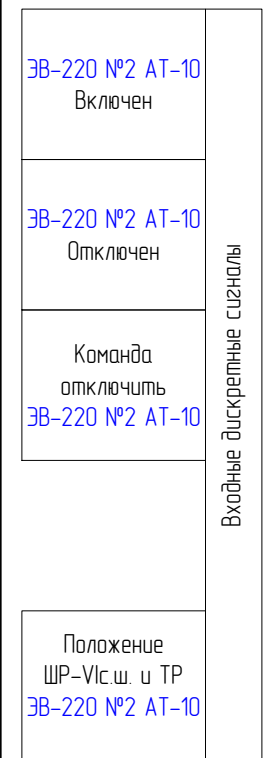 ЭВ-220 №2 АТ-10
Включен
ЭВ-220 №2 АТ-10
Отключен
Команда
отключить
ЭВ-220 №2 АТ-10
Положение
ШР-VIс.ш. и ТР
ЭВ-220 №2 АТ-10
Входные дискретные сигналы